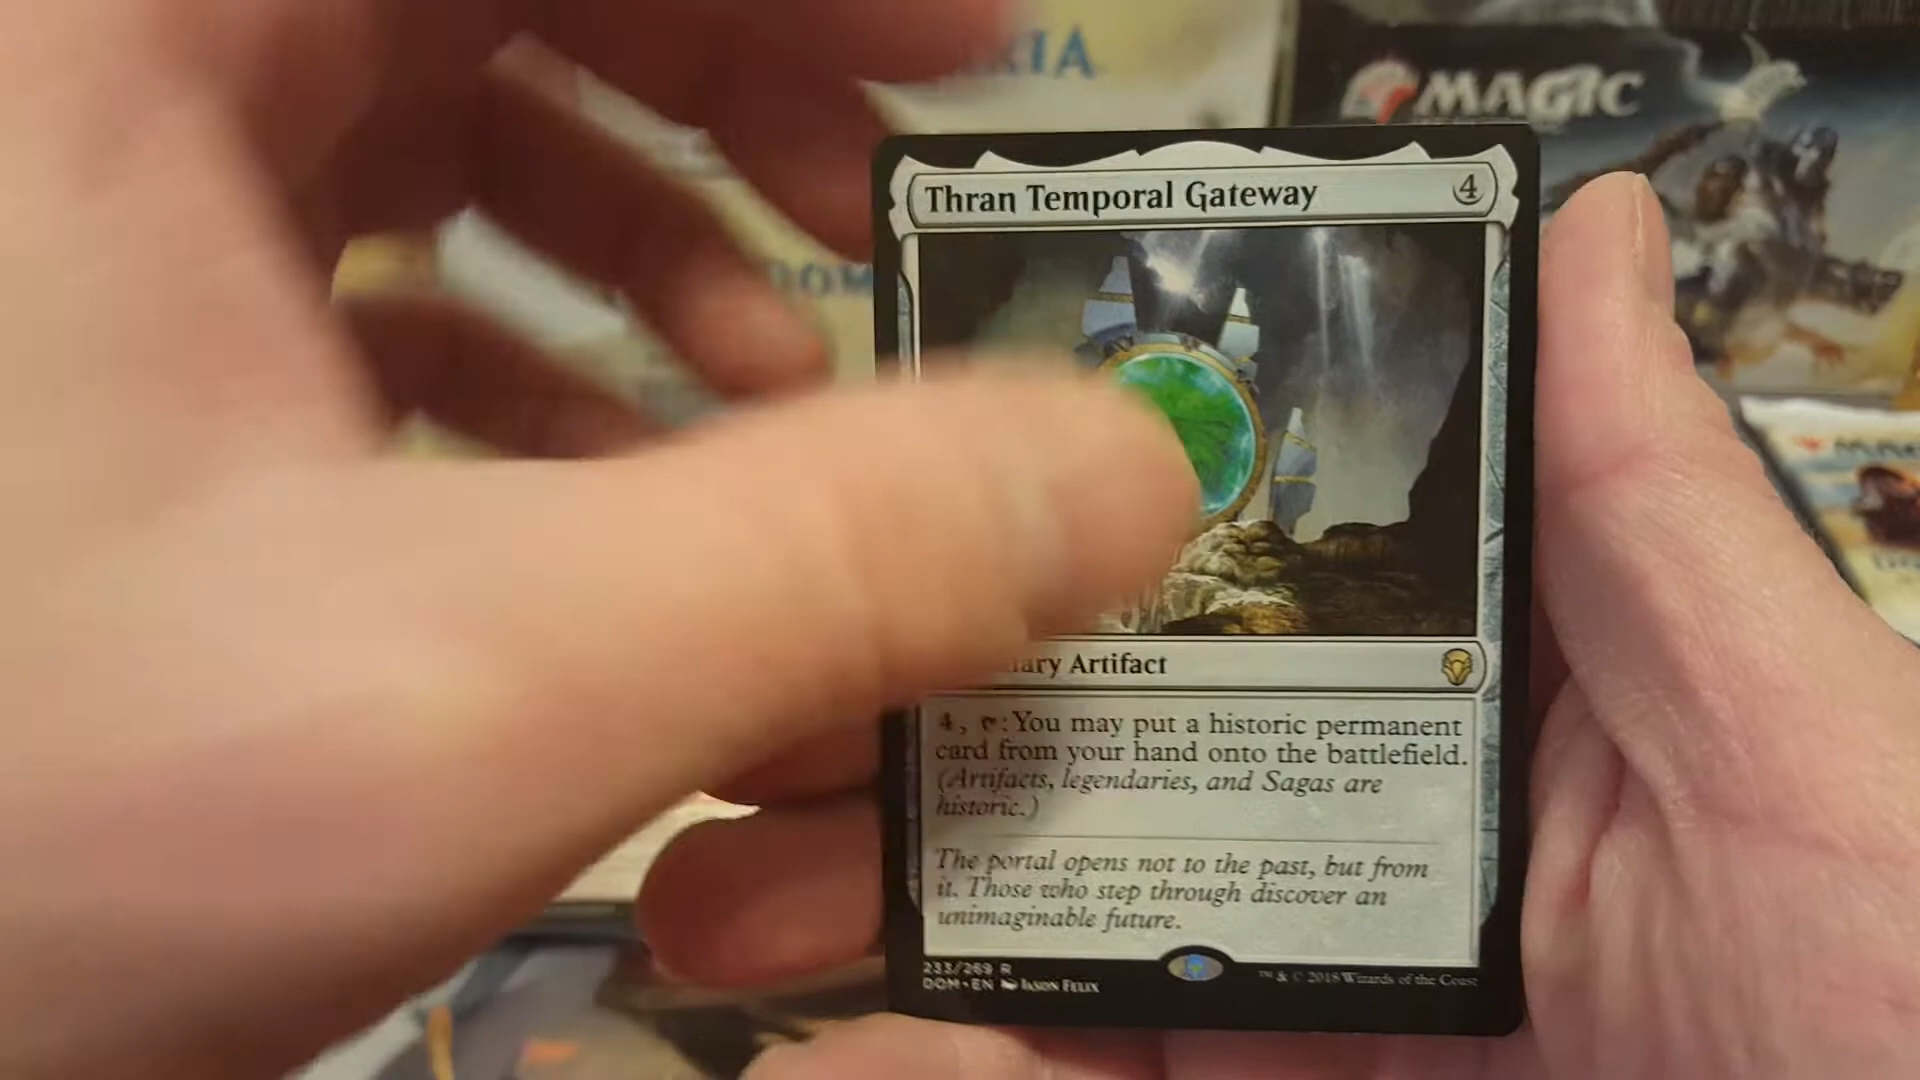 MAGIC
Thran Temporal Gateway 4
ary Artifact
4, : You may put a historic permanent
card from your hand onto the battlefield.
(Artifacts, legendaries, and Sagas are
historic.)
The portal opens not to the past, but from
it. Those who step through discover an
unimaginable future.
233/269 R
DOM • EN JASON FELIX
™ & © 2018 Wizards of the Coast